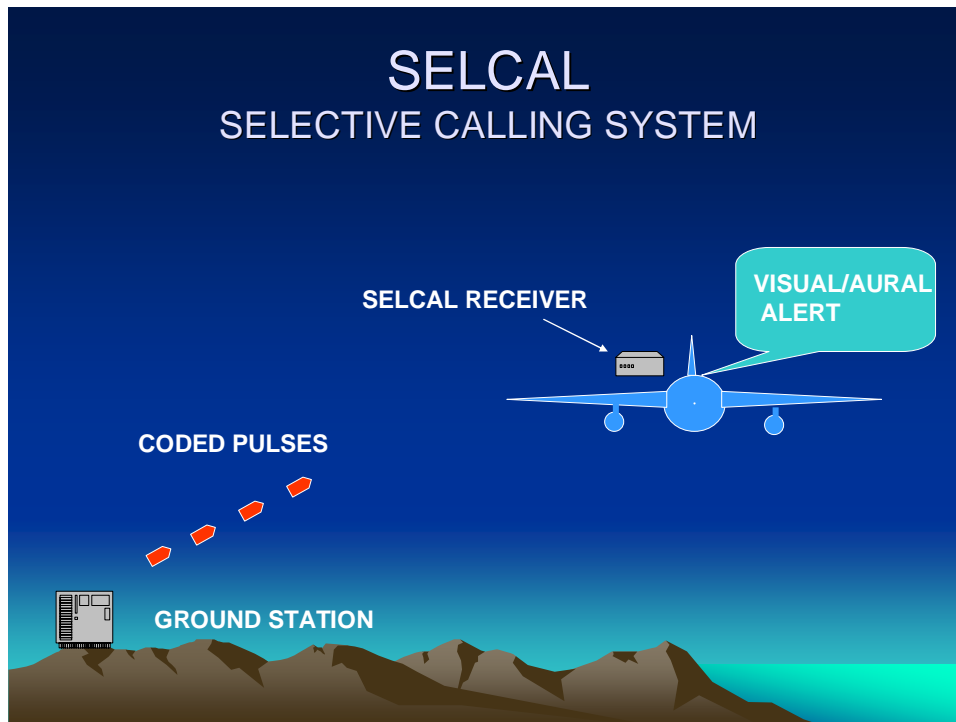 SELCAL
SELECTIVE CALLING SYSTEM
VISUAL/AURAL
ALERT
SELCAL RECEIVER
CODED PULSES
GROUND STATION